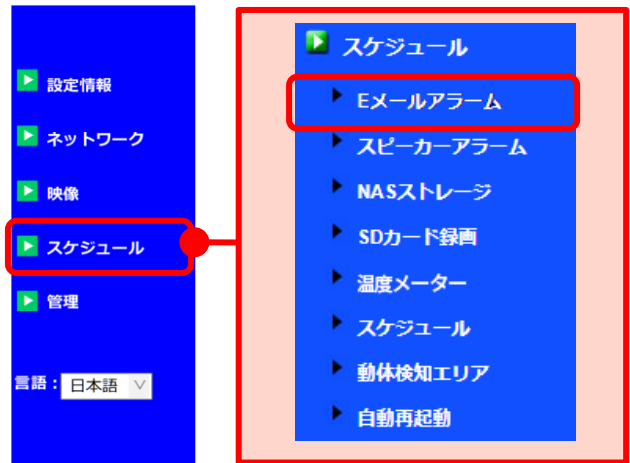 設定情報
ネットワーク
映像
スケジュール
管理
言語：日本語
スケジュール
Eメールアラーム
スピーカーアラーム
NASストレージ
SDカード録画
温度メーター
スケジュール
動体検知エリア
自動再起動